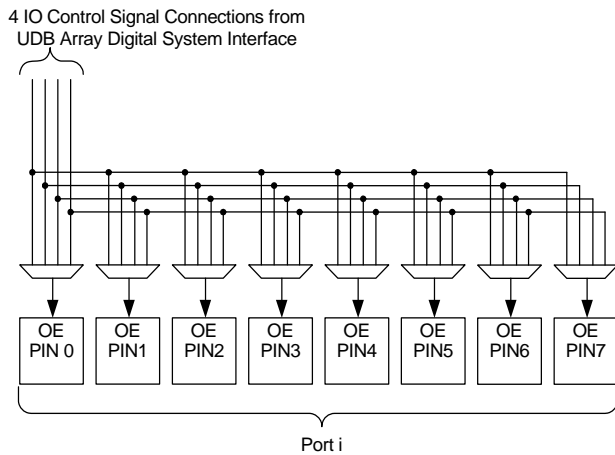 4 IO Control Signal Connections from
UDB Array Digital System Interface
OE OE OE OE OE OE OE OE
PIN 0 PIN1 PIN2 PIN3 PIN4 PIN5 PIN6 PIN7
Port i